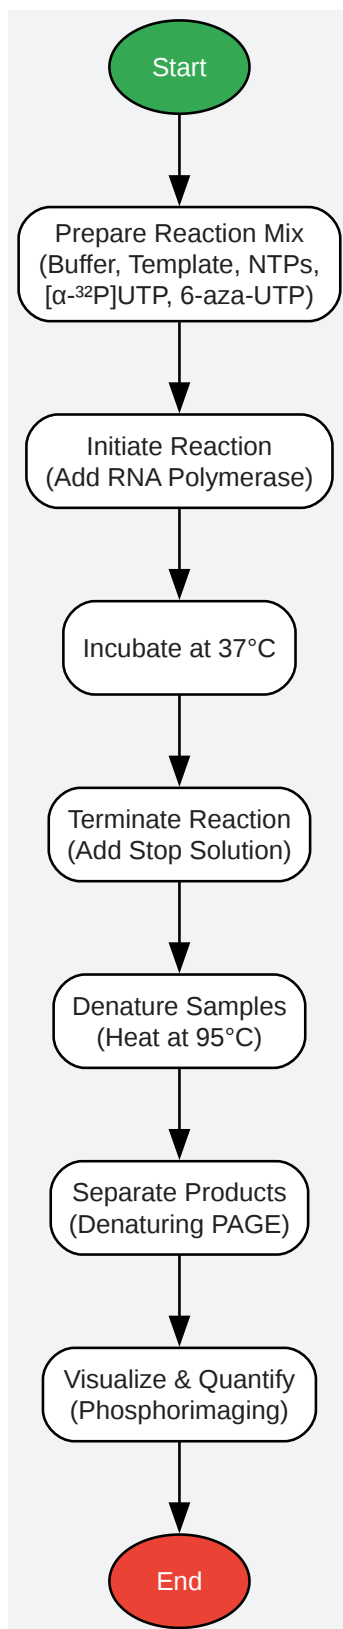 Start
Prepare Reaction Mix
(Buffer, Template, NTPs,
[α-³²P]UTP, 6-aza-UTP)
Initiate Reaction
(Add RNA Polymerase)
Incubate at 37°C
Terminate Reaction
(Add Stop Solution)
Denature Samples
(Heat at 95°C)
Separate Products
(Denaturing PAGE)
Visualize & Quantify
(Phosphorimaging)
End